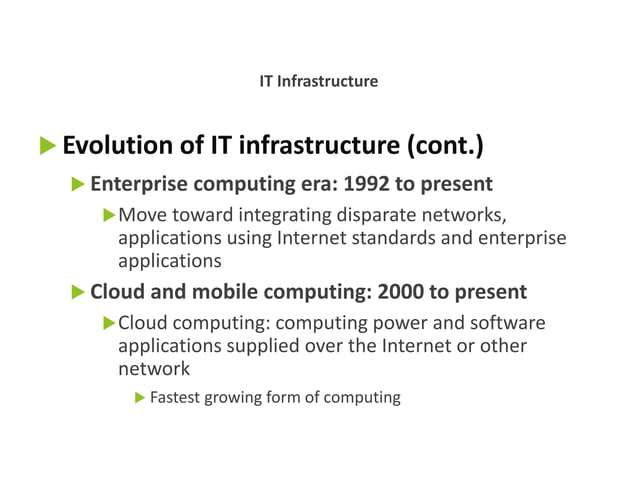 IT Infrastructure
Evolution of IT infrastructure (cont.)
Enterprise computing era: 1992 to present
Move toward integrating disparate networks,
applications using Internet standards and enterprise
applications
Cloud and mobile computing: 2000 to present
Cloud computing: computing power and software
applications supplied over the Internet or other
network
Fastest growing form of computing